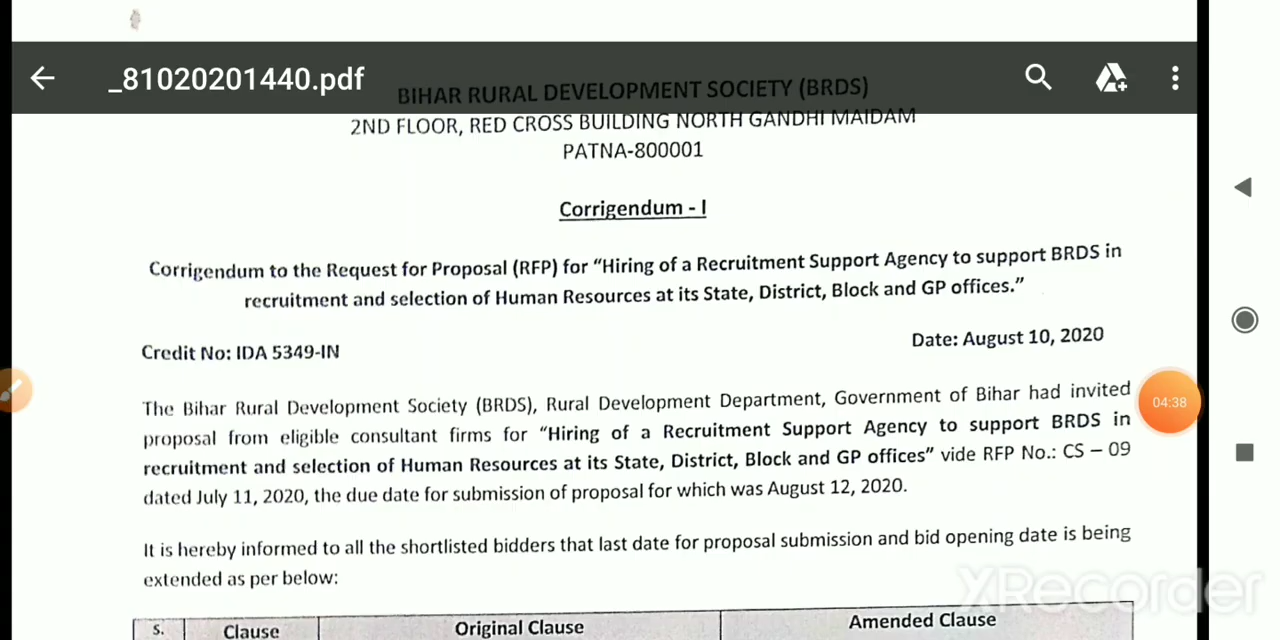 _81020201440.pdf
BIHAR RURAL DEVELOPMENT SOCIETY (BRDS)
2ND FLOOR, RED CROSS BUILDING NORTH GANDHI MAIDAM
PATNA-800001
Corrigendum - I
Corrigendum to the Request for Proposal (RFP) for “Hiring of a Recruitment Support Agency to support BRDS in
recruitment and selection of Human Resources at its State, District, Block and GP offices.”
Credit No: IDA 5349-IN
Date: August 10, 2020
The Bihar Rural Development Society (BRDS), Rural Development Department, Government of Bihar had invited
proposal from eligible consultant firms for “Hiring of a Recruitment Support Agency to support BRDS in
recruitment and selection of Human Resources at its State, District, Block and GP offices” vide RFP No.: CS – 09
dated July 11, 2020, the due date for submission of proposal for which was August 12, 2020.
04:38
It is hereby informed to all the shortlisted bidders that last date for proposal submission and bid opening date is being
extended as per below:
S. Clause Original Clause Amended Clause
XRecorder